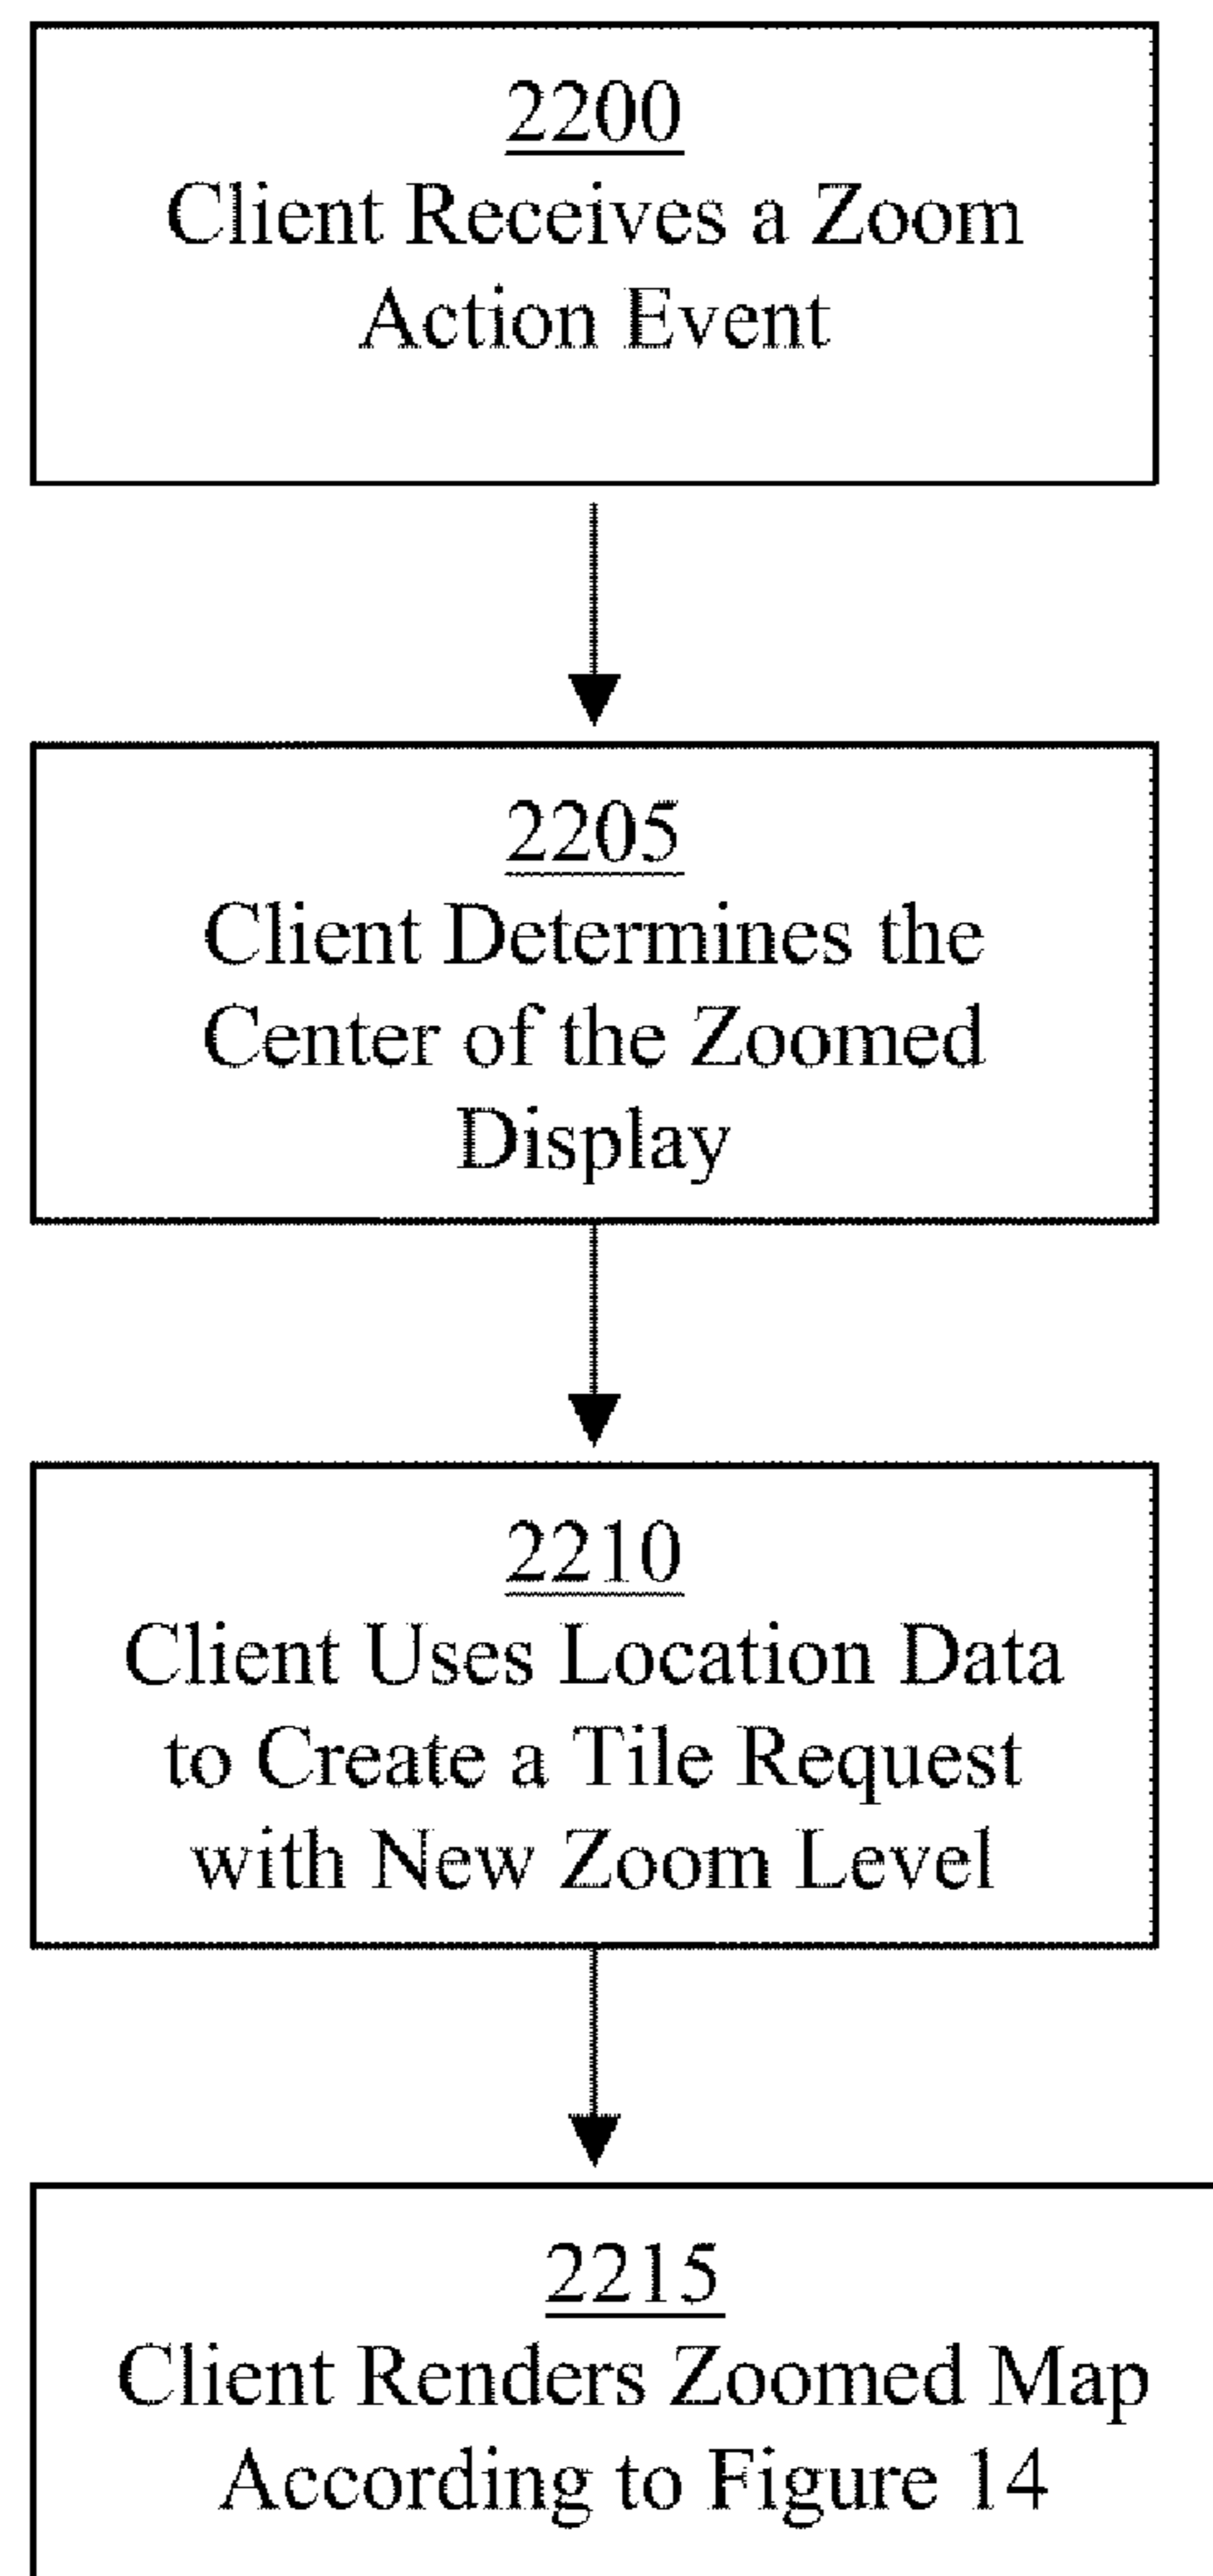 2200
Client Receives a Zoom
Action Event
2205
Client Determines the
Center of the Zoomed
Display
2210
Client Uses Location Data
to Create a Tile Request
with New Zoom Level
2215
Client Renders Zoomed Map
According to Figure 14